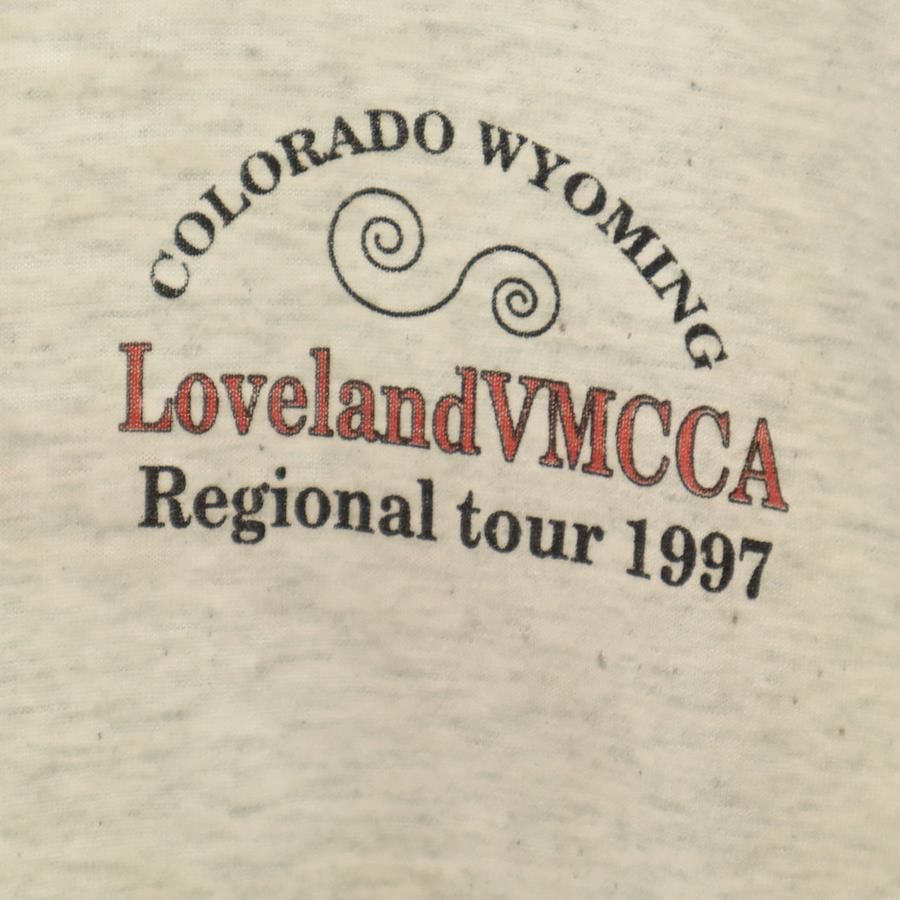 COLORADO WYOMING
LovelandVMCCA
Regional tour 1997